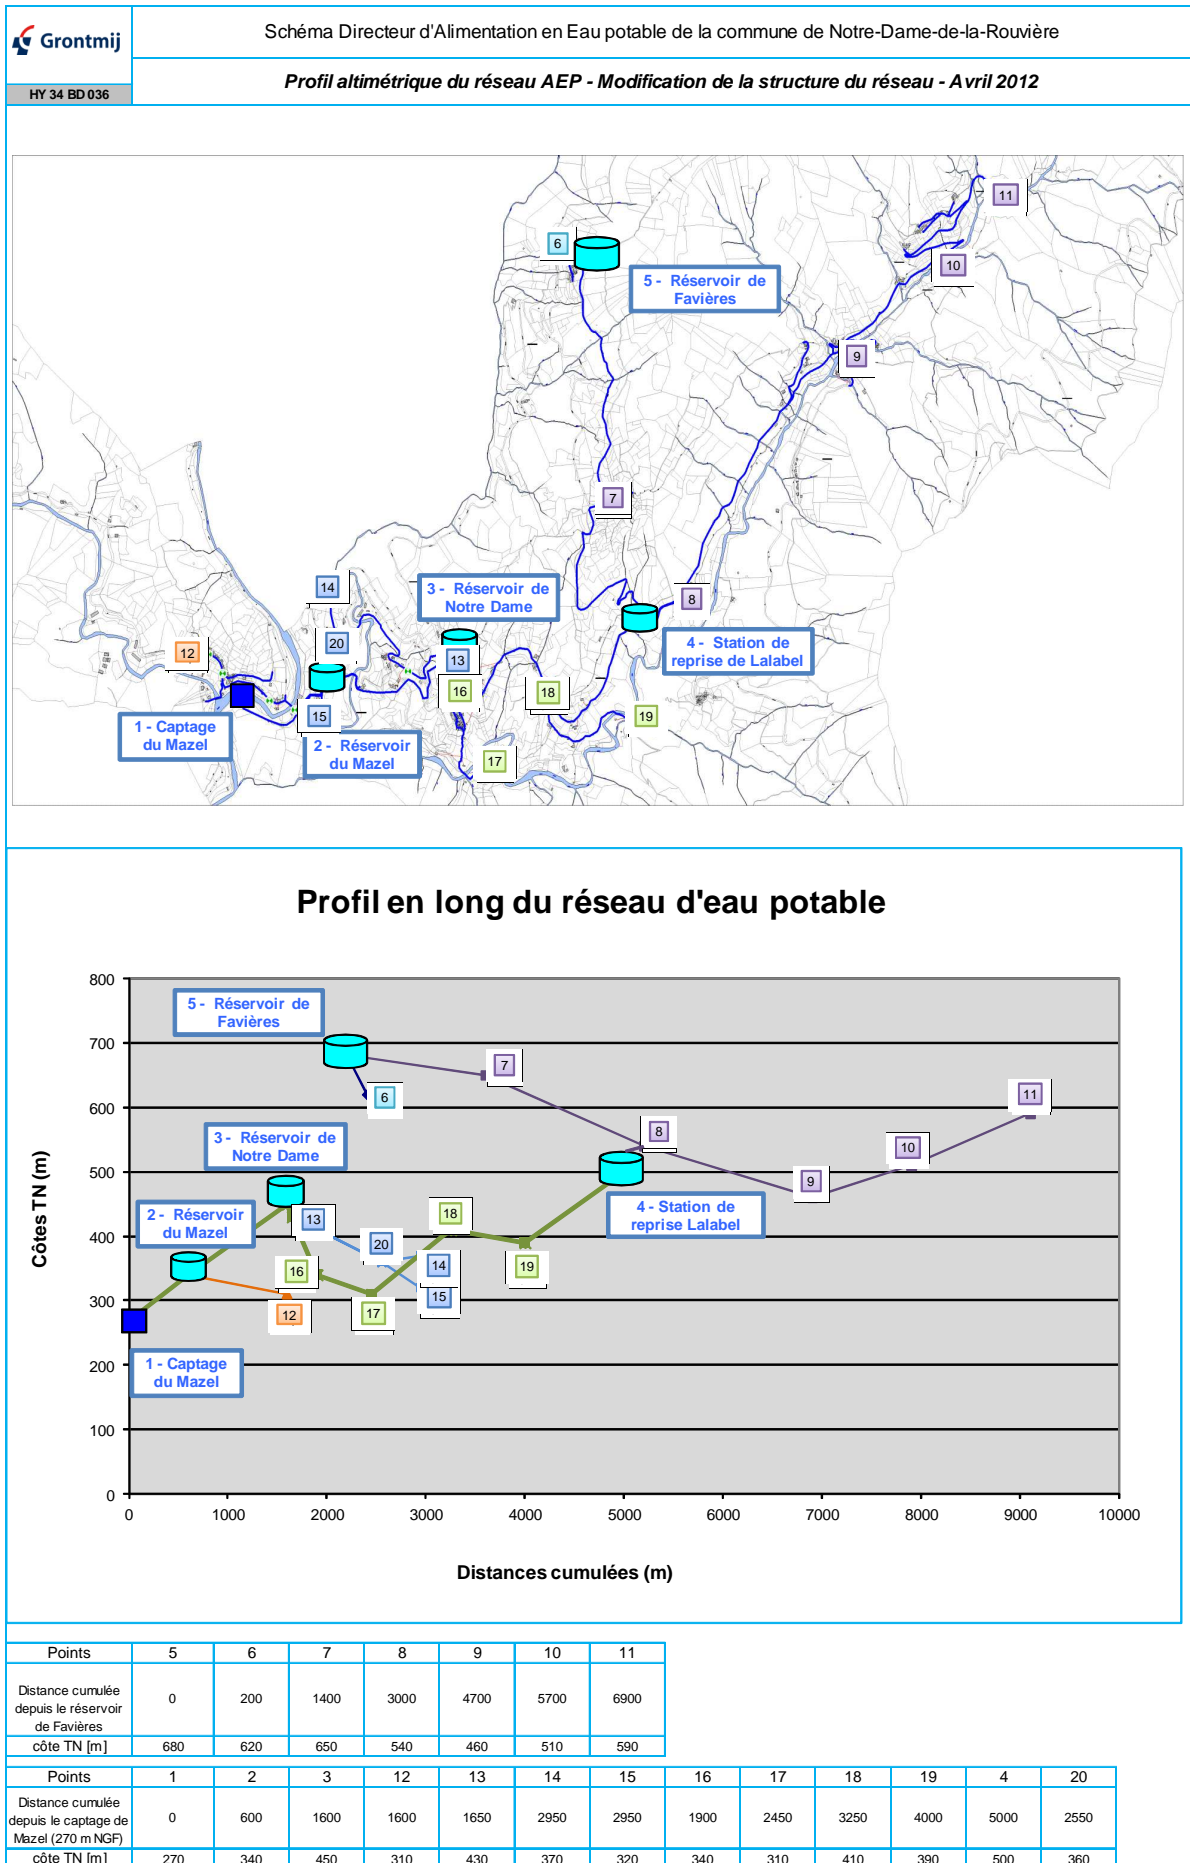 Grontmij
HY 34 BD 036
Schéma Directeur d'Alimentation en Eau potable de la commune de Notre-Dame-de-la-Rouvière
Profil altimétrique du réseau AEP - Modification de la structure du réseau - Avril 2012
11
6
10
5 - Réservoir de
Favières
9
7
14
3 - Réservoir de
Notre Dame
8
20
12
13
4 - Station de
reprise de Lalabel
16
18
15
19
1 - Captage
du Mazel
2 - Réservoir
du Mazel
17
Profil en long du réseau d'eau potable
Côtes TN (m)
800
700
600
500
400
300
200
100
0
5 - Réservoir de
Favières
7
6
11
3 - Réservoir de
Notre Dame
8
10
9
2 - Réservoir
du Mazel
13
18
4 - Station de
reprise Lalabel
20
16
14
19
15
12
17
1 - Captage
du Mazel
0 1000 2000 3000 4000 5000 6000 7000 8000 9000 10000
Distances cumulées (m)
Points 5 6 7 8 9 10 11
Distance cumulée
depuis le réservoir
de Favières
0 200 1400 3000 4700 5700 6900
côte TN [m] 680 620 650 540 460 510 590
Points 1 2 3 12 13 14 15 16 17 18 19 4 20
Distance cumulée
depuis le captage de
Mazel (270 m NGF)
0 600 1600 1600 1650 2950 2950 1900 2450 3250 4000 5000 2550
côte TN [m] 270 340 450 310 430 370 320 340 310 410 390 500 360